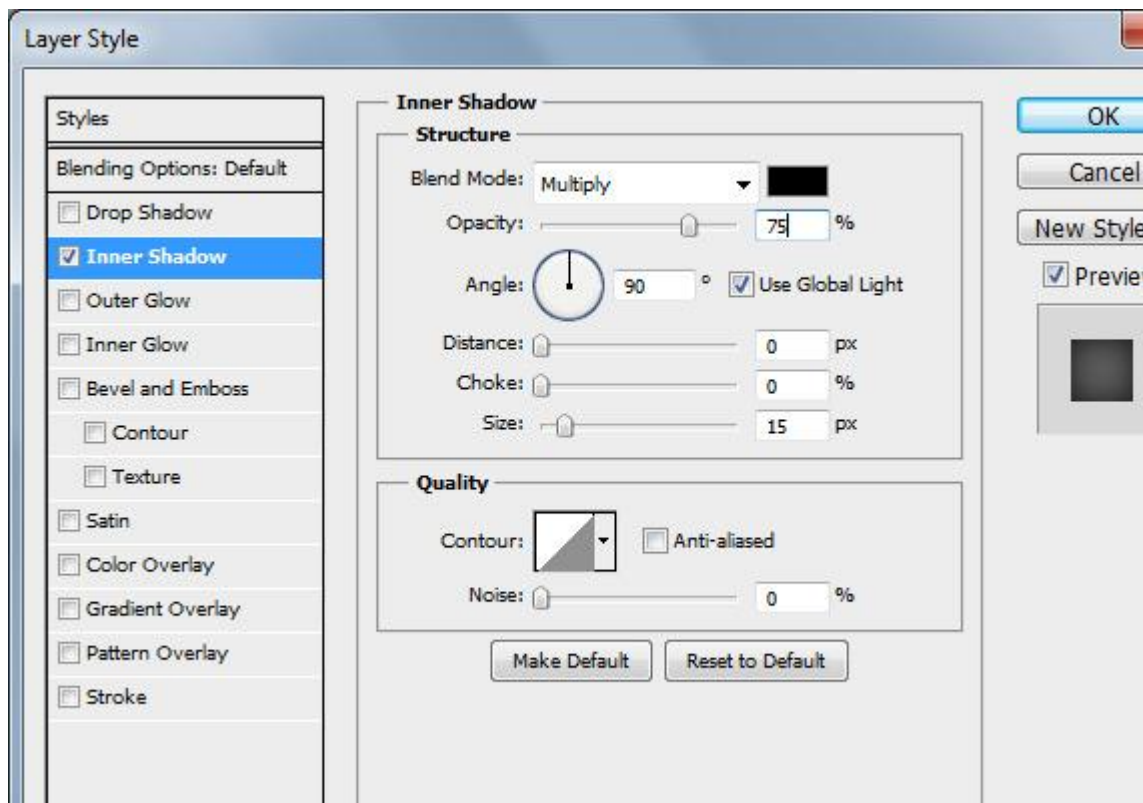 Layer Style
Styles
Blending Options: Default
Drop Shadow
Inner Shadow
Outer Glow
Inner Glow
Bevel and Emboss
Contour
Texture
Satin
Color Overlay
Gradient Overlay
Pattern Overlay
Stroke
Inner Shadow
Structure
Blend Mode: Multiply
Opacity: 75 %
Angle: 90 ° Use Global Light
Distance: 0 px
Choke: 0 %
Size: 15 px
Quality
Contour: Anti-aliased
Noise: 0 %
Make Default Reset to Default
OK
Cancel
New Style
Previe